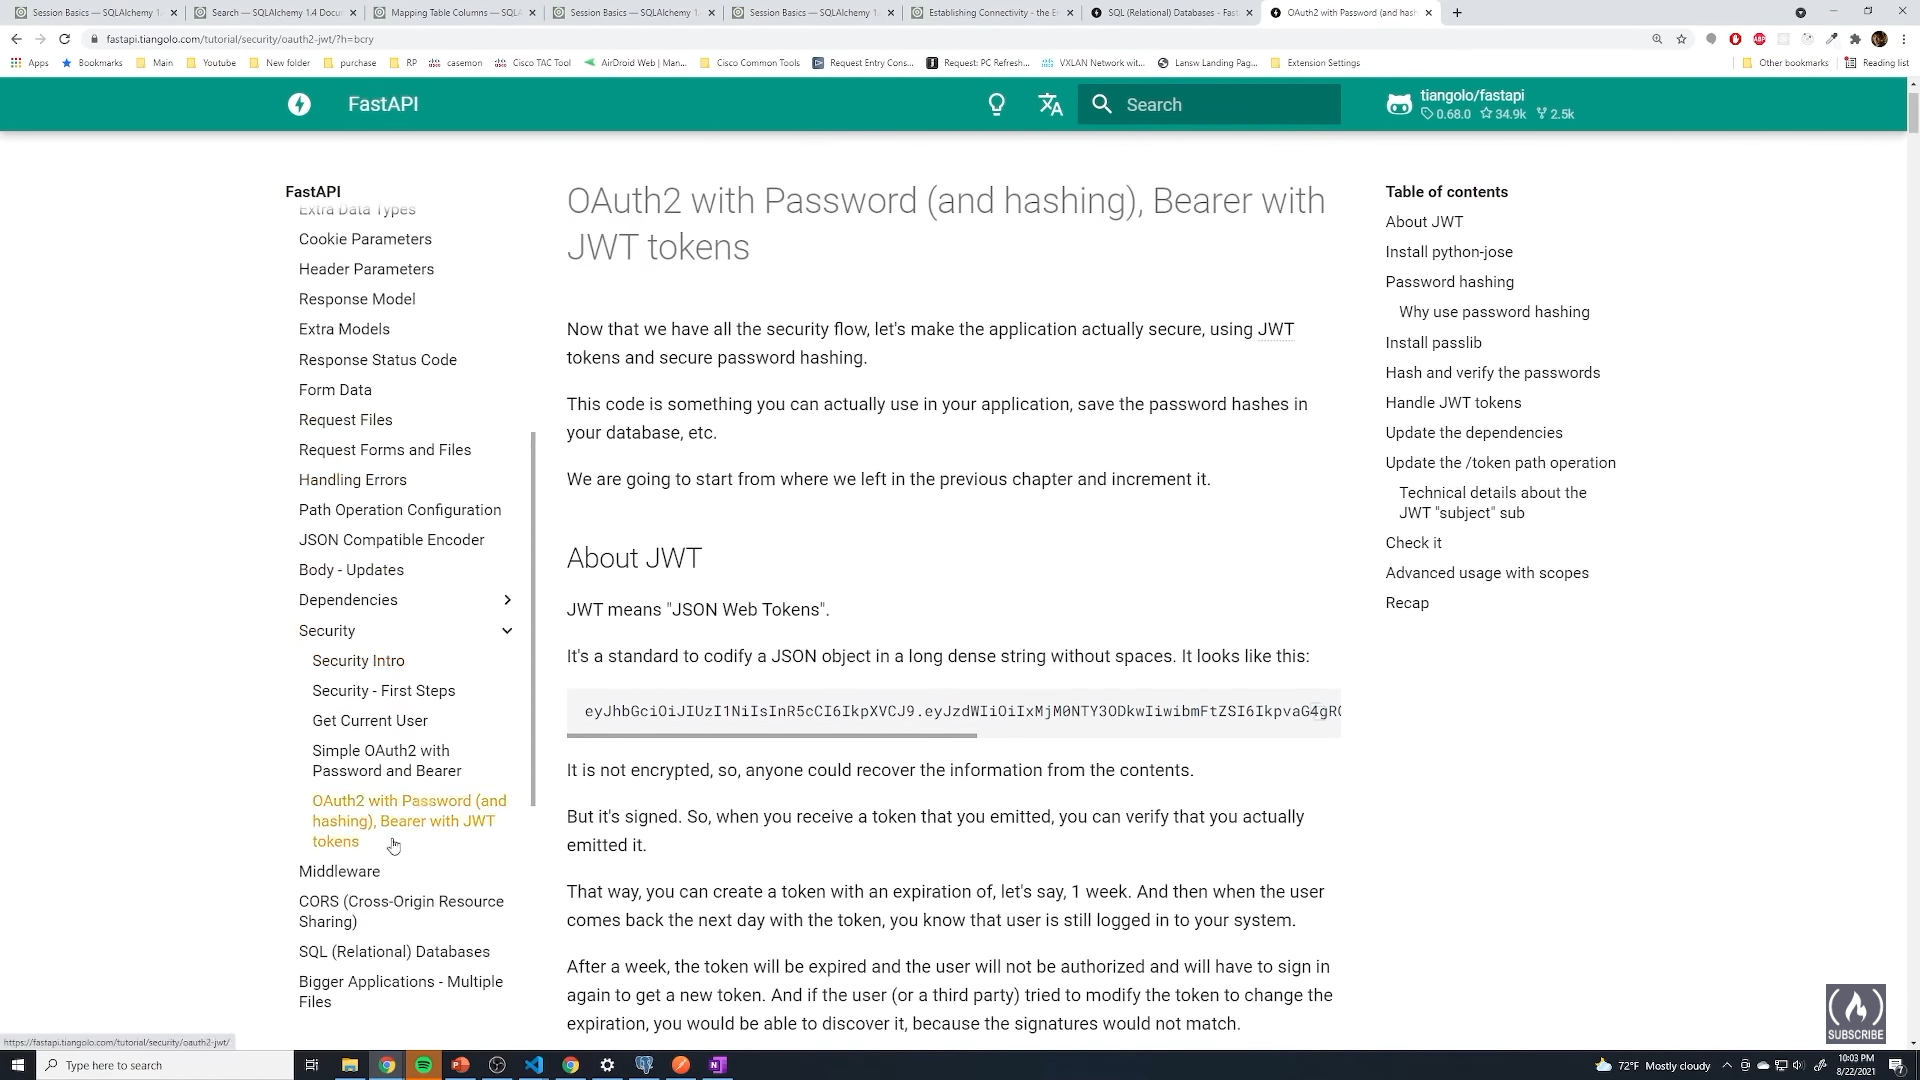 Session Basics — SQLAlchemy 1.
Search — SQLAlchemy 1.4 Docu
Mapping Table Columns — SQLA
Session Basics — SQLAlchemy 1.
Session Basics — SQLAlchemy 1.
Establishing Connectivity - the E
SQL (Relational) Databases - Fast
OAuth2 with Password (and hash
fastapi.tiangolo.com/tutorial/security/oauth2-jwt/?h=bcry
Apps
Bookmarks
Main
Youtube
New folder
purchase
RP
casemon
Cisco TAC Tool
AirDroid Web | Man...
Cisco Common Tools
Request Entry Cons...
Request: PC Refresh...
VXLAN Network wit...
Lansw Landing Pag...
Extension Settings
Other bookmarks
Reading list
FastAPI
Search
tiangolo/fastapi
0.68.0 34.9k 2.5k
FastAPI
Extra Data Types
Cookie Parameters
Header Parameters
Response Model
Extra Models
Response Status Code
Form Data
Request Files
Request Forms and Files
Handling Errors
Path Operation Configuration
JSON Compatible Encoder
Body - Updates
Dependencies
Security
Security Intro
Security - First Steps
Get Current User
Simple OAuth2 with
Password and Bearer
OAuth2 with Password (and
hashing), Bearer with JWT
tokens
Middleware
CORS (Cross-Origin Resource
Sharing)
SQL (Relational) Databases
Bigger Applications - Multiple
Files
OAuth2 with Password (and hashing), Bearer with
JWT tokens
Now that we have all the security flow, let's make the application actually secure, using JWT
tokens and secure password hashing.
This code is something you can actually use in your application, save the password hashes in
your database, etc.
We are going to start from where we left in the previous chapter and increment it.
About JWT
JWT means "JSON Web Tokens".
It's a standard to codify a JSON object in a long dense string without spaces. It looks like this:
eyJhbGciOiJIUzI1NiIsInR5cCI6IkpXVCJ9.eyJzdWIiOiIxMjM0NTY3ODkwIiwibmFtZSI6IkpvaG4gR
It is not encrypted, so, anyone could recover the information from the contents.
But it's signed. So, when you receive a token that you emitted, you can verify that you actually
emitted it.
That way, you can create a token with an expiration of, let's say, 1 week. And then when the user
comes back the next day with the token, you know that user is still logged in to your system.
After a week, the token will be expired and the user will not be authorized and will have to sign in
again to get a new token. And if the user (or a third party) tried to modify the token to change the
expiration, you would be able to discover it, because the signatures would not match.
Table of contents
About JWT
Install python-jose
Password hashing
Why use password hashing
Install passlib
Hash and verify the passwords
Handle JWT tokens
Update the dependencies
Update the /token path operation
Technical details about the
JWT "subject" sub
Check it
Advanced usage with scopes
Recap
SUBSCRIBE
https://fastapi.tiangolo.com/tutorial/security/oauth2-jwt/
Type here to search
72°F Mostly cloudy
10:03 PM
8/22/2021